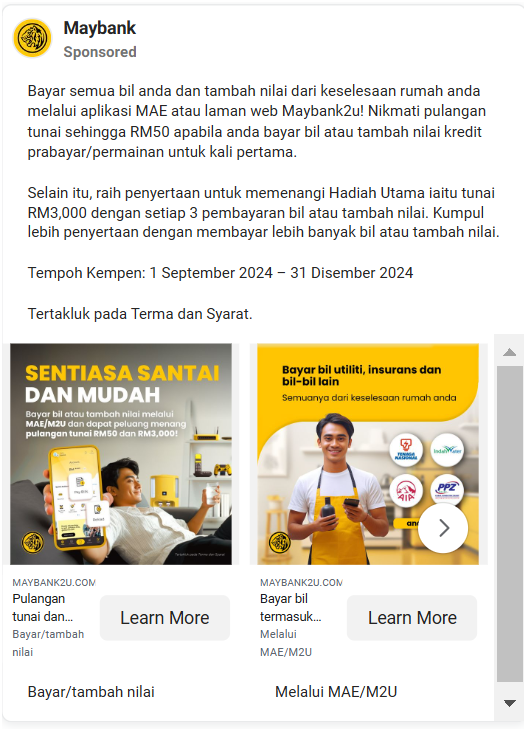 Maybank
Sponsored
Bayar semua bil anda dan tambah nilai dari keselesaan rumah anda
melalui aplikasi MAE atau laman web Maybank2u! Nikmati pulangan
tunai sehingga RM50 apabila anda bayar bil atau tambah nilai kredit
prabayar/permainan untuk kali pertama.
Selain itu, raih penyertaan untuk memenangi Hadiah Utama iaitu tunai
RM3,000 dengan setiap 3 pembayaran bil atau tambah nilai. Kumpul
lebih penyertaan dengan membayar lebih banyak bil atau tambah nilai.
Tempoh Kempen: 1 September 2024 – 31 Disember 2024
Tertakluk pada Terma dan Syarat.
SENTIASA SANTAI
DAN MUDAH
Bayar bil atau tambah nilai melalui
MAE/M2U dan dapat peluang menang
pulangan tunai RM50 dan RM3,000!
Pay Bills
Reload
Tertakluk pada Terma dan Syarat.
Bayar bil utiliti, insurans dan
bil-bil lain
Semuanya dari keselesaan rumah anda
TENAGA
NASIONAL
IndahWater
AIA
PPZ
MAYBANK2U.COM
Pulangan
tunai dan...
Bayar/tambah
nilai
Learn More
MAYBANK2U.COM
Bayar bil
termasuk...
Melalui
MAE/M2U
Learn More
Bayar/tambah nilai
Melalui MAE/M2U